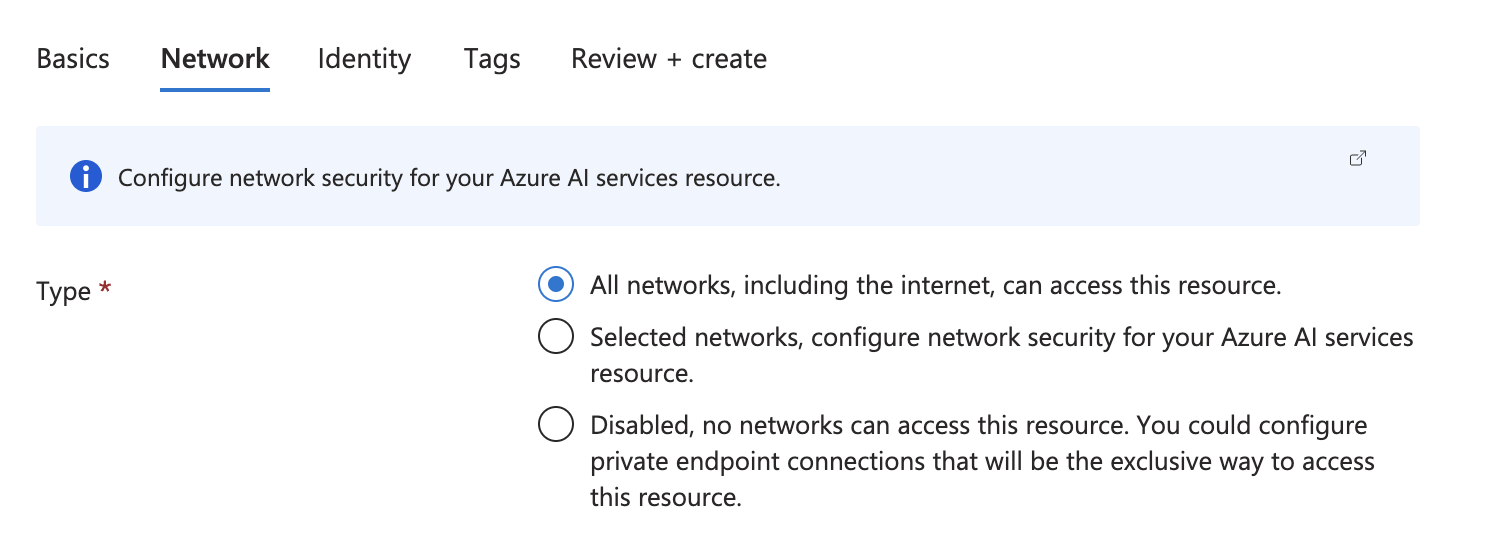 Basics Network Identity Tags Review + create
Configure network security for your Azure AI services resource.
Type *
All networks, including the internet, can access this resource.
Selected networks, configure network security for your Azure AI services
resource.
Disabled, no networks can access this resource. You could configure
private endpoint connections that will be the exclusive way to access
this resource.